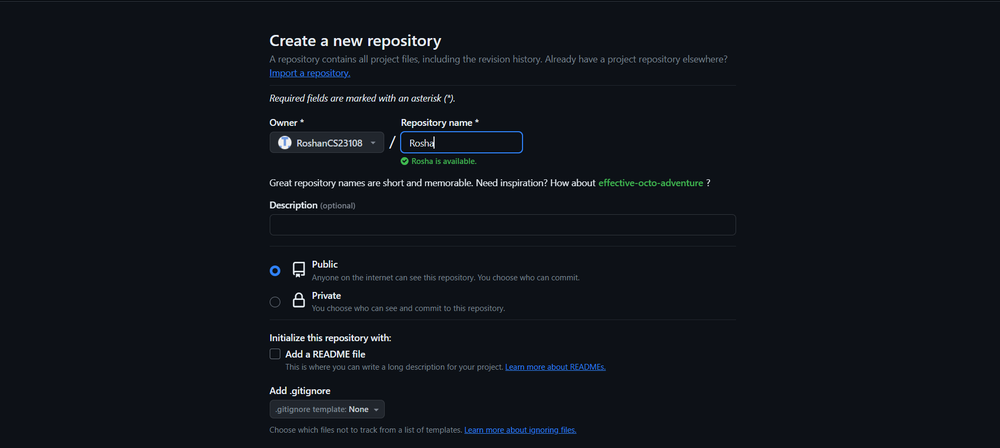 Create a new repository
A repository contains all project files, including the revision history. Already have a project repository elsewhere?
Import a repository.
Required fields are marked with an asterisk (*).
Owner * Repository name *
RoshanCS23108 / Rosha
Rosha is available.
Great repository names are short and memorable. Need inspiration? How about effective-octo-adventure ?
Description (optional)
Public
Anyone on the internet can see this repository. You choose who can commit.
Private
You choose who can see and commit to this repository.
Initialize this repository with:
Add a README file
This is where you can write a long description for your project. Learn more about READMEs.
Add .gitignore
.gitignore template: None
Choose which files not to track from a list of templates. Learn more about ignoring files.